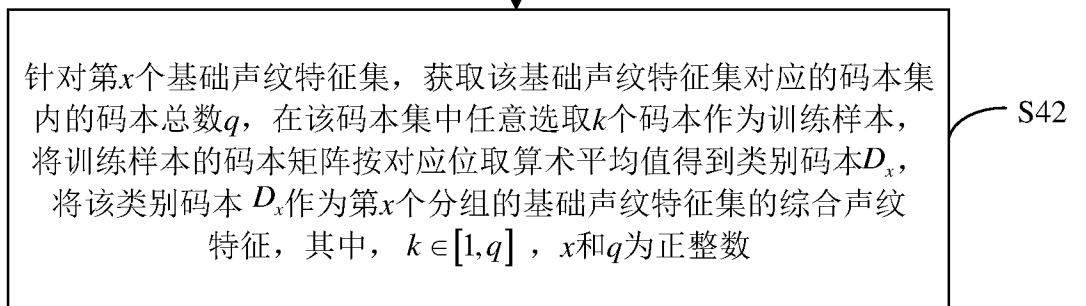 针对第x个基础声纹特征集，获取该基础声纹特征集对应的码本集
内的码本总数q，在该码本集中任意选取k个码本作为训练样本，
将训练样本的码本矩阵按对应位取算术平均值得到类别码本Dₓ，
将该类别码本 Dₓ作为第x个分组的基础声纹特征集的综合声纹
特征，其中， k∈[1,q] ，x和q为正整数
S42